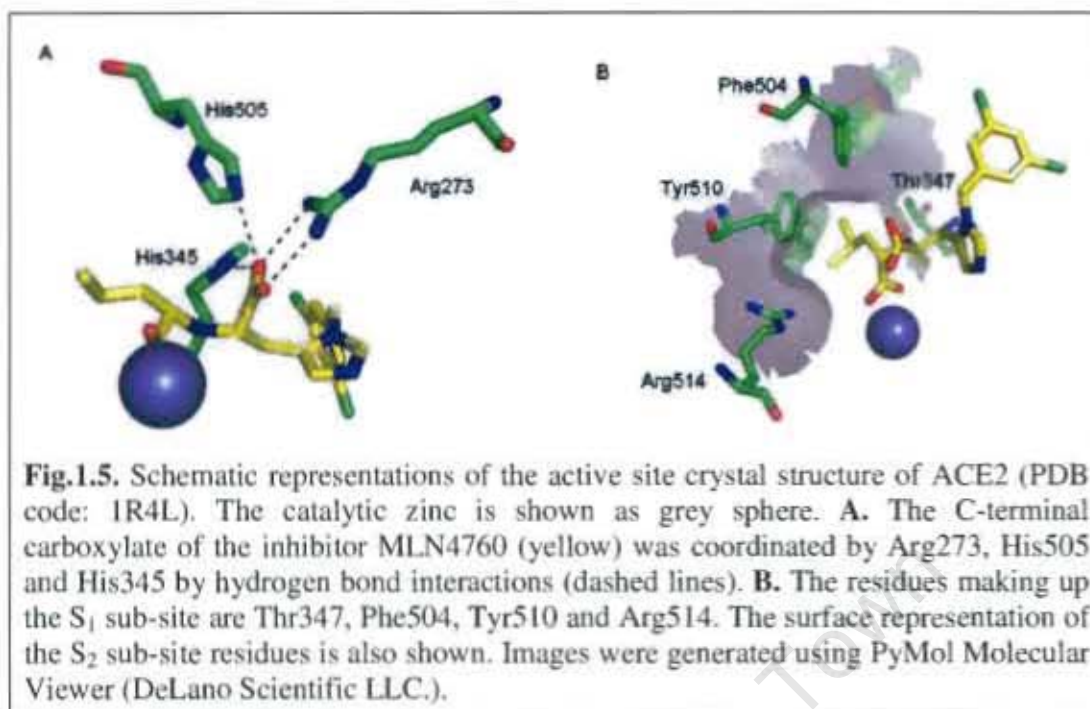 A
B
His505
Phe504
Arg273
Tyr510
Thr347
His345
Arg514
Fig.1.5. Schematic representations of the active site crystal structure of ACE2 (PDB
code: 1R4L). The catalytic zinc is shown as grey sphere. A. The C-terminal
carboxylate of the inhibitor MLN4760 (yellow) was coordinated by Arg273, His505
and His345 by hydrogen bond interactions (dashed lines). B. The residues making up
the S₁ sub-site are Thr347, Phe504, Tyr510 and Arg514. The surface representation of
the S₂ sub-site residues is also shown. Images were generated using PyMol Molecular
Viewer (DeLano Scientific LLC.).
Town